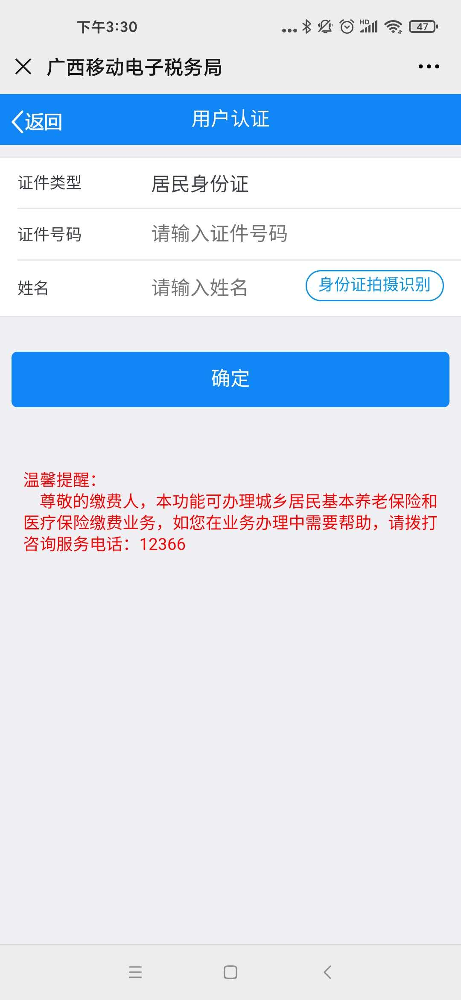 下午3:30
HD
47
广西移动电子税务局
返回
用户认证
证件类型 居民身份证
证件号码 请输入证件号码
姓名 请输入姓名 身份证拍摄识别
确定
温馨提醒：
尊敬的缴费人，本功能可办理城乡居民基本养老保险和
医疗保险缴费业务，如您在业务办理中需要帮助，请拨打
咨询服务电话：12366